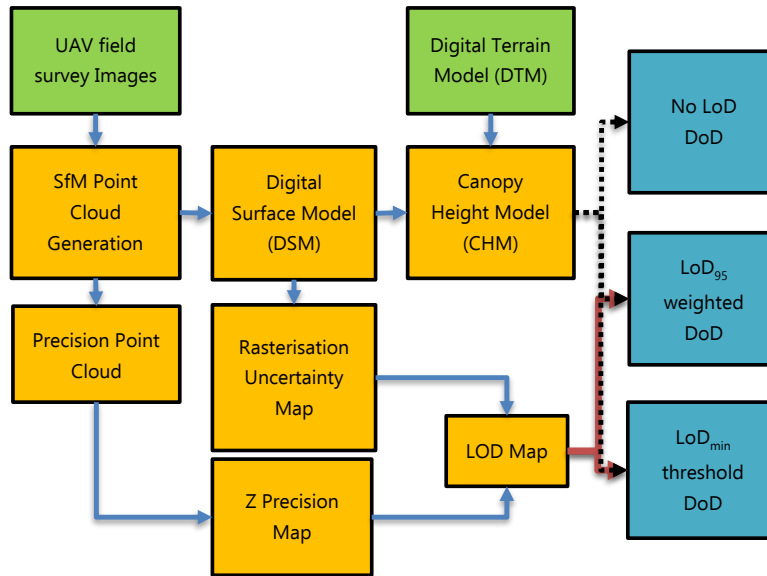 UAV field
survey Images
Digital Terrain
Model (DTM)
No LoD
DoD
SfM Point
Cloud
Generation
Digital
Surface Model
(DSM)
Canopy
Height Model
(CHM)
LoD95
weighted
DoD
Precision Point
Cloud
Rasterisation
Uncertainty
Map
LOD Map
LoDmin
threshold
DoD
Z Precision
Map